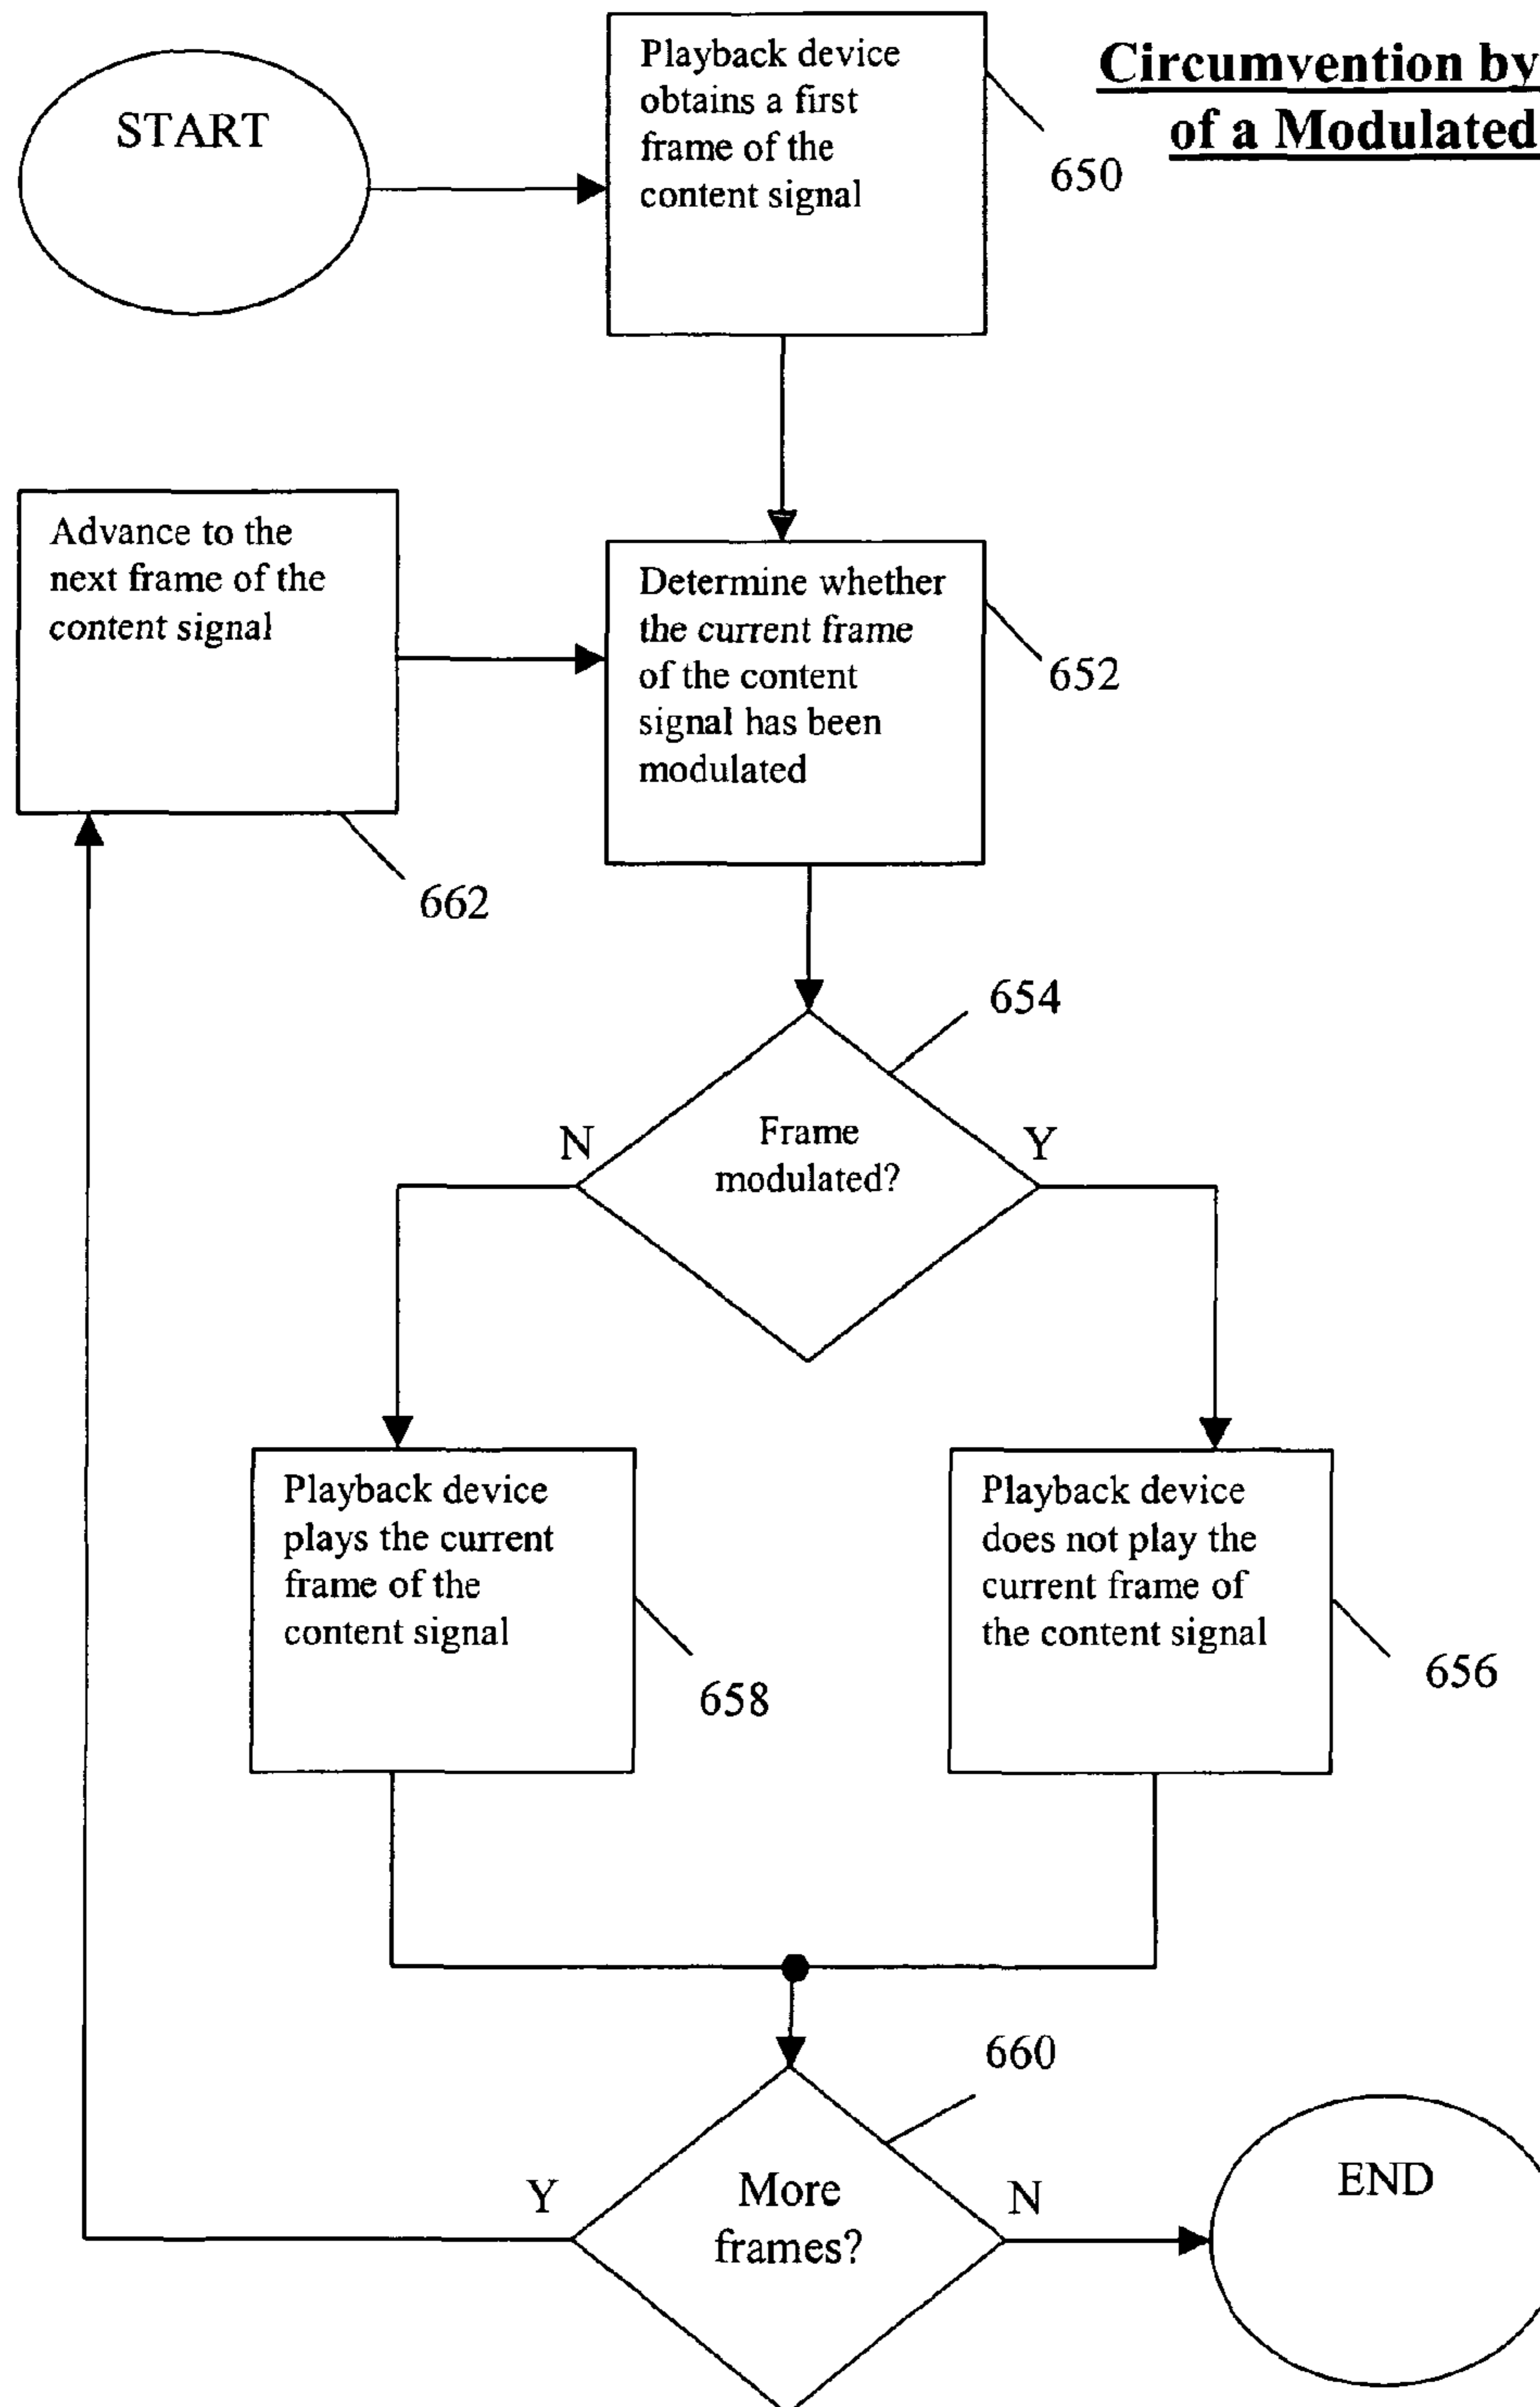 Circumvention by
of a Modulated
START
Playback device
obtains a first
frame of the
content signal
650
Advance to the
next frame of the
content signal
662
Determine whether
the current frame
of the content
signal has been
modulated
652
654
Frame
modulated?
N
Y
Playback device
plays the current
frame of the
content signal
658
Playback device
does not play the
current frame of
the content signal
656
660
More
frames?
Y
N
END